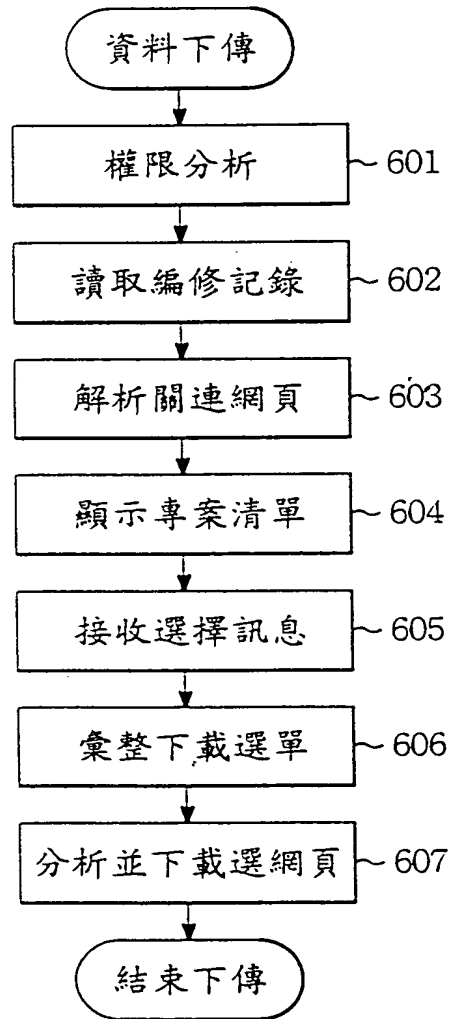 資料下傳
權限分析 ~ 601
讀取編修記錄 ~ 602
解析關連網頁 ~ 603
顯示專案清單 ~ 604
接收選擇訊息 ~ 605
彙整下載選單 ~ 606
分析並下載選網頁 ~ 607
結束下傳